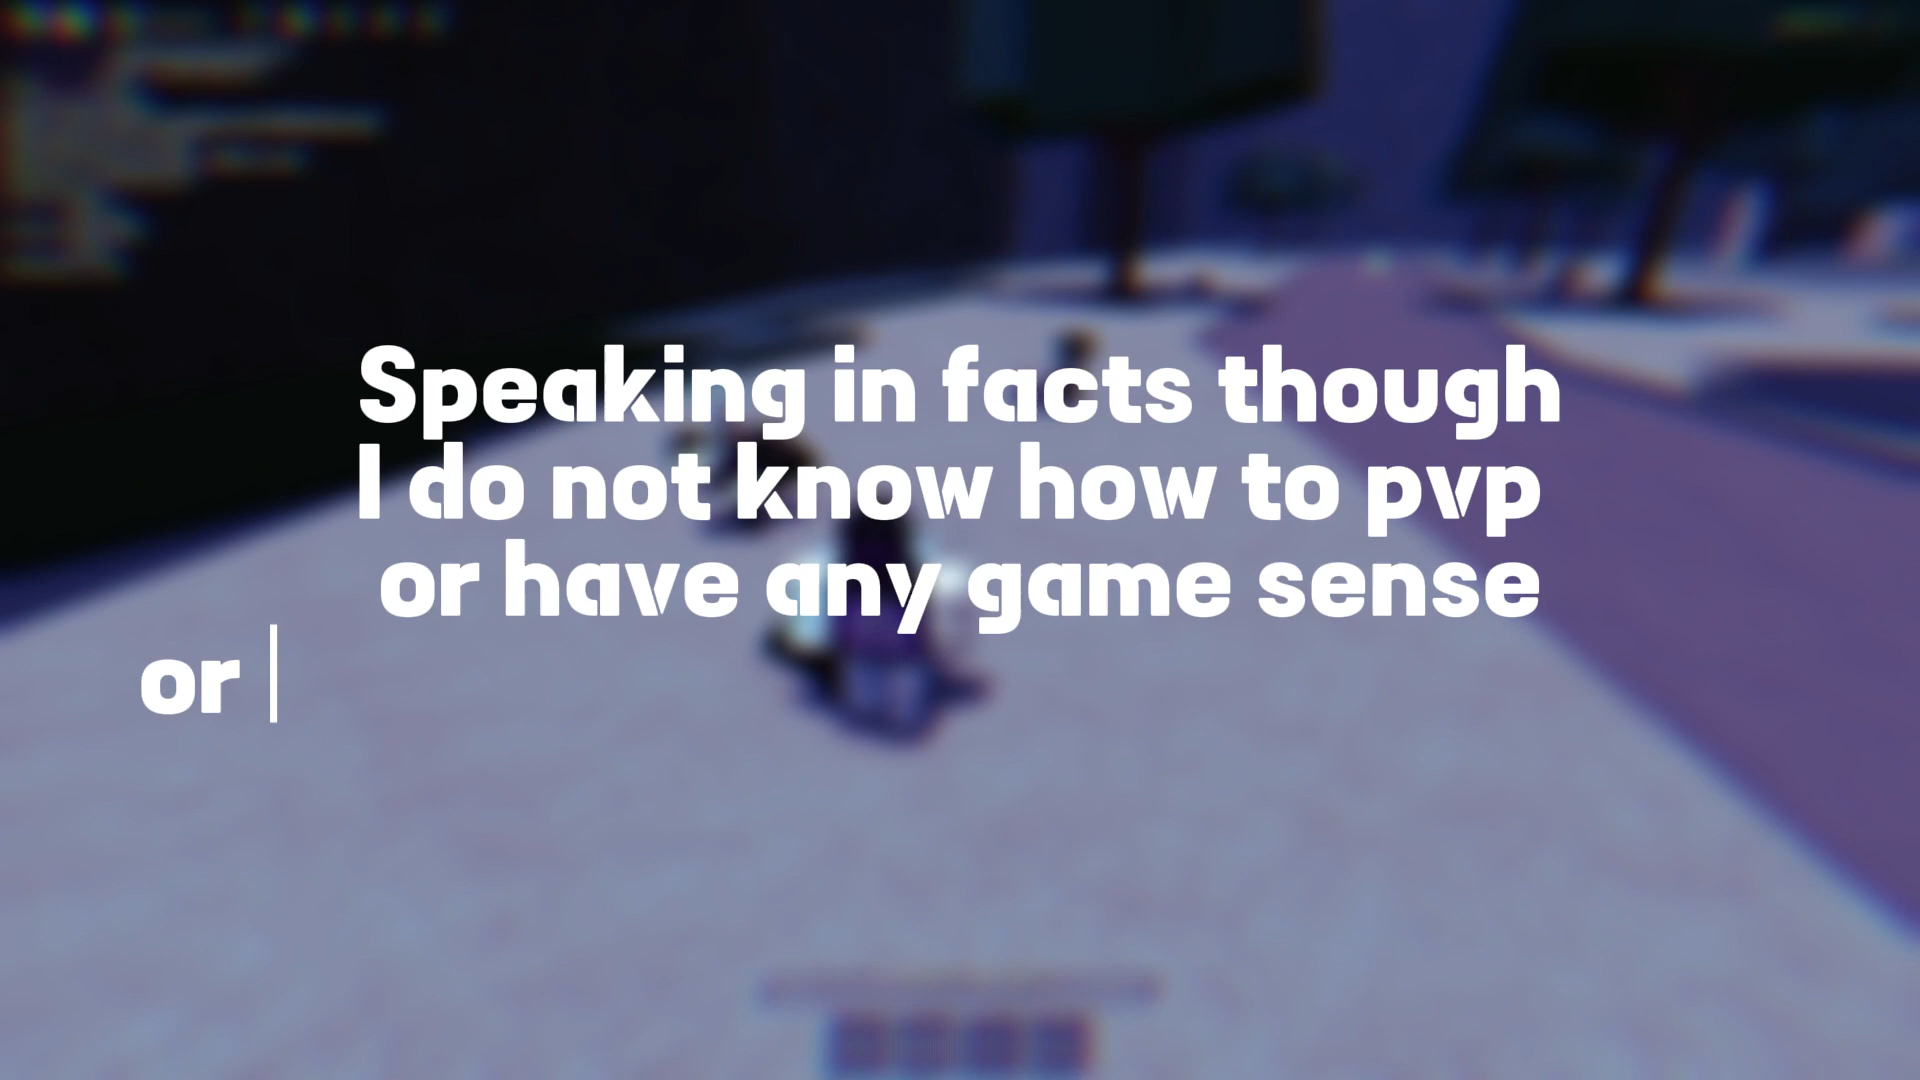 Speaking in facts though
I do not know how to pvp
or have any game sense
or